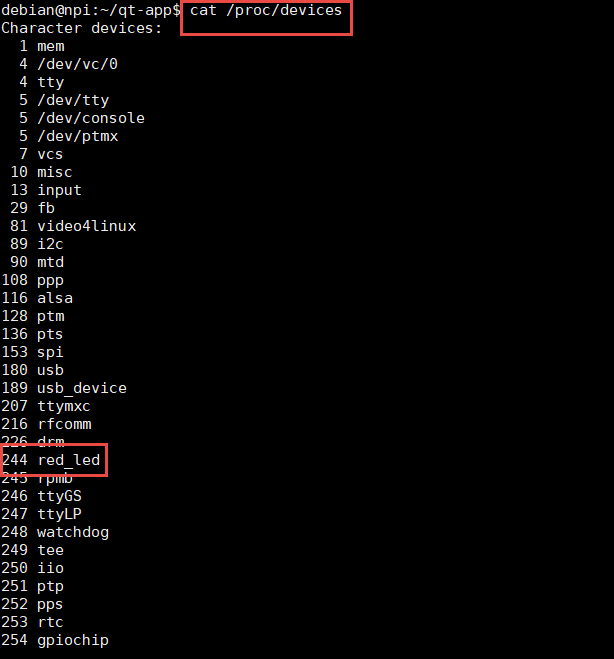 debian@npi:~/qt-app$ cat /proc/devices
Character devices:
1 mem
4 /dev/vc/0
4 tty
5 /dev/tty
5 /dev/console
5 /dev/ptmx
7 vcs
10 misc
13 input
29 fb
81 video4linux
89 i2c
90 mtd
108 ppp
116 alsa
128 ptm
136 pts
153 spi
180 usb
189 usb_device
207 ttymxc
216 rfcomm
226 drm
244 red_led
245 rpmb
246 ttyGS
247 ttyLP
248 watchdog
249 tee
250 iio
251 ptp
252 pps
253 rtc
254 gpiochip